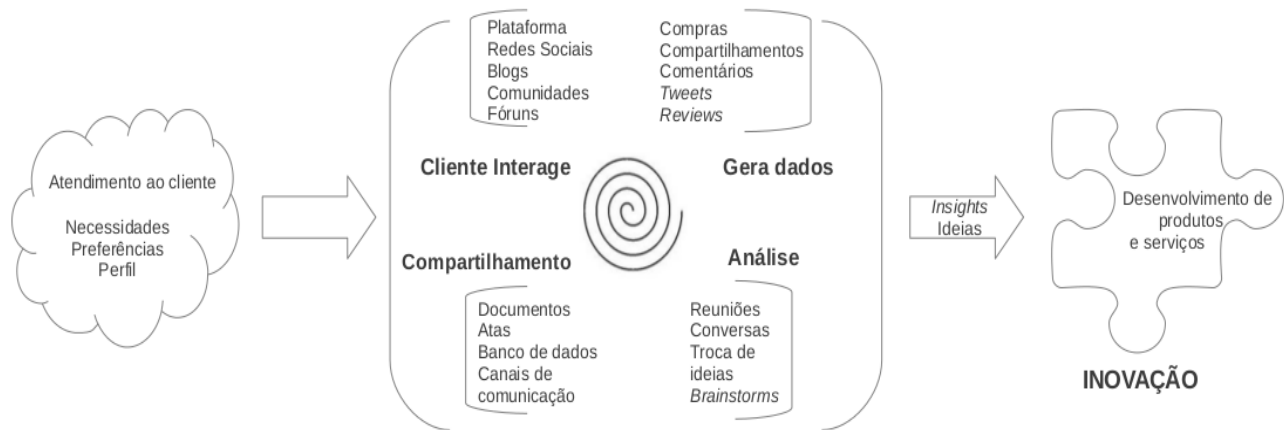 Atendimento ao cliente
Necessidades
Preferências
Perfil
Plataforma
Redes Sociais
Blogs
Comunidades
Fóruns
Compras
Compartilhamentos
Comentários
Tweets
Reviews
Cliente Interage
Gera dados
Compartilhamento
Análise
Documentos
Atas
Banco de dados
Canais de
comunicação
Reuniões
Conversas
Troca de
ideias
Brainstorms
Insights
Ideias
Desenvolvimento de
produtos
e serviços
INOVAÇÃO